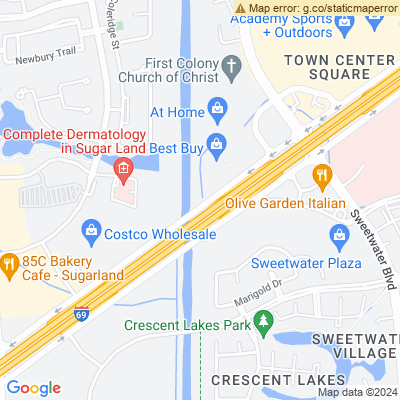 Map error: g.co/staticmaperror
Coleridge St
Newbury Trail
Academy Sports
+ Outdoors
First Colony
Church of Christ
TOWN CENTER
SQUARE
At Home
Complete Dermatology
in Sugar Land
Best Buy
Olive Garden Italian
Costco Wholesale
Sweetwater Blvd
85C Bakery
Cafe - Sugarland
Sweetwater Plaza
Marigold Dr
69
Crescent Lakes Park
SWEETWATER
VILLAGE
CRESCENT LAKES
Google
Map data ©2024